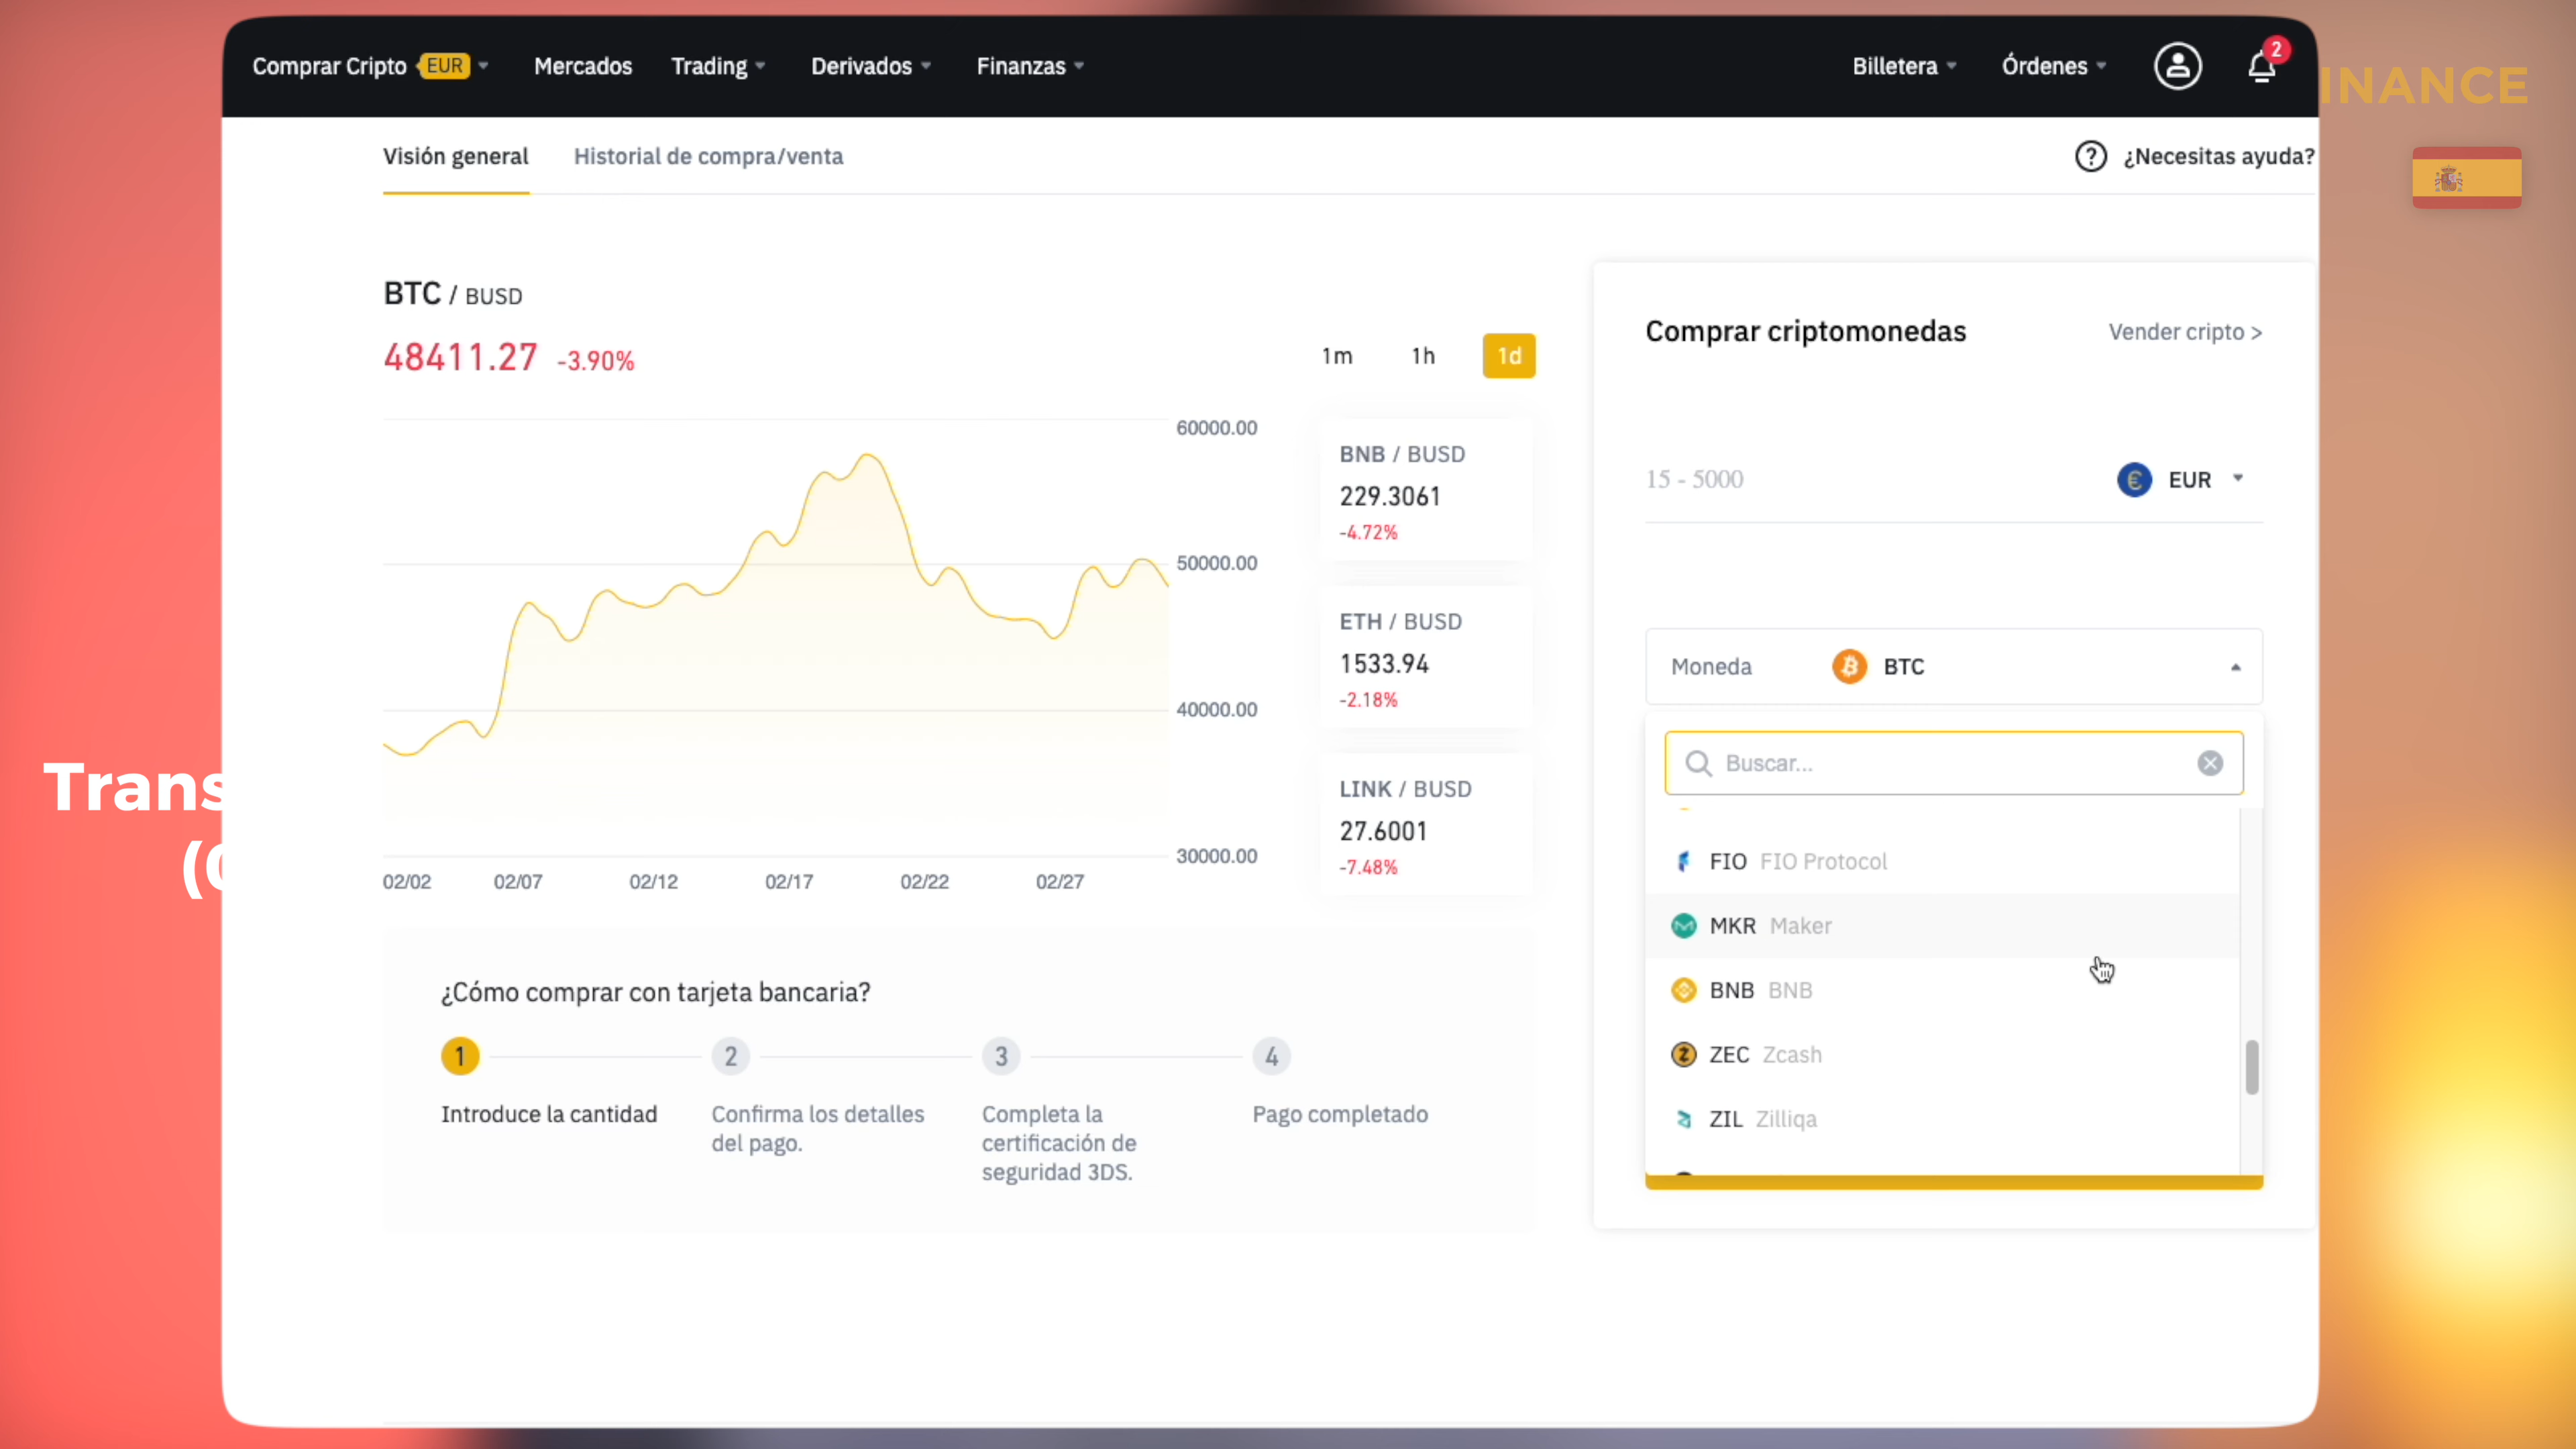 Comprar Cripto EUR
Mercados
Trading
Derivados
Finanzas
Billetera
Órdenes
2
INANCE
Visión general
Historial de compra/venta
¿Necesitas ayuda?
BTC / BUSD
48411.27 -3.90%
1m 1h 1d
60000.00
50000.00
40000.00
30000.00
02/02 02/07 02/12 02/17 02/22 02/27
BNB / BUSD
229.3061
-4.72%
ETH / BUSD
1533.94
-2.18%
LINK / BUSD
27.6001
-7.48%
¿Cómo comprar con tarjeta bancaria?
1 2 3 4
Introduce la cantidad
Confirma los detalles
del pago.
Completa la
certificación de
seguridad 3DS.
Pago completado
Comprar criptomonedas
Vender cripto >
15 - 5000
€ EUR
Moneda BTC
Buscar...
FIO FIO Protocol
MKR Maker
BNB BNB
ZEC Zcash
ZIL Zilliqa
Trans